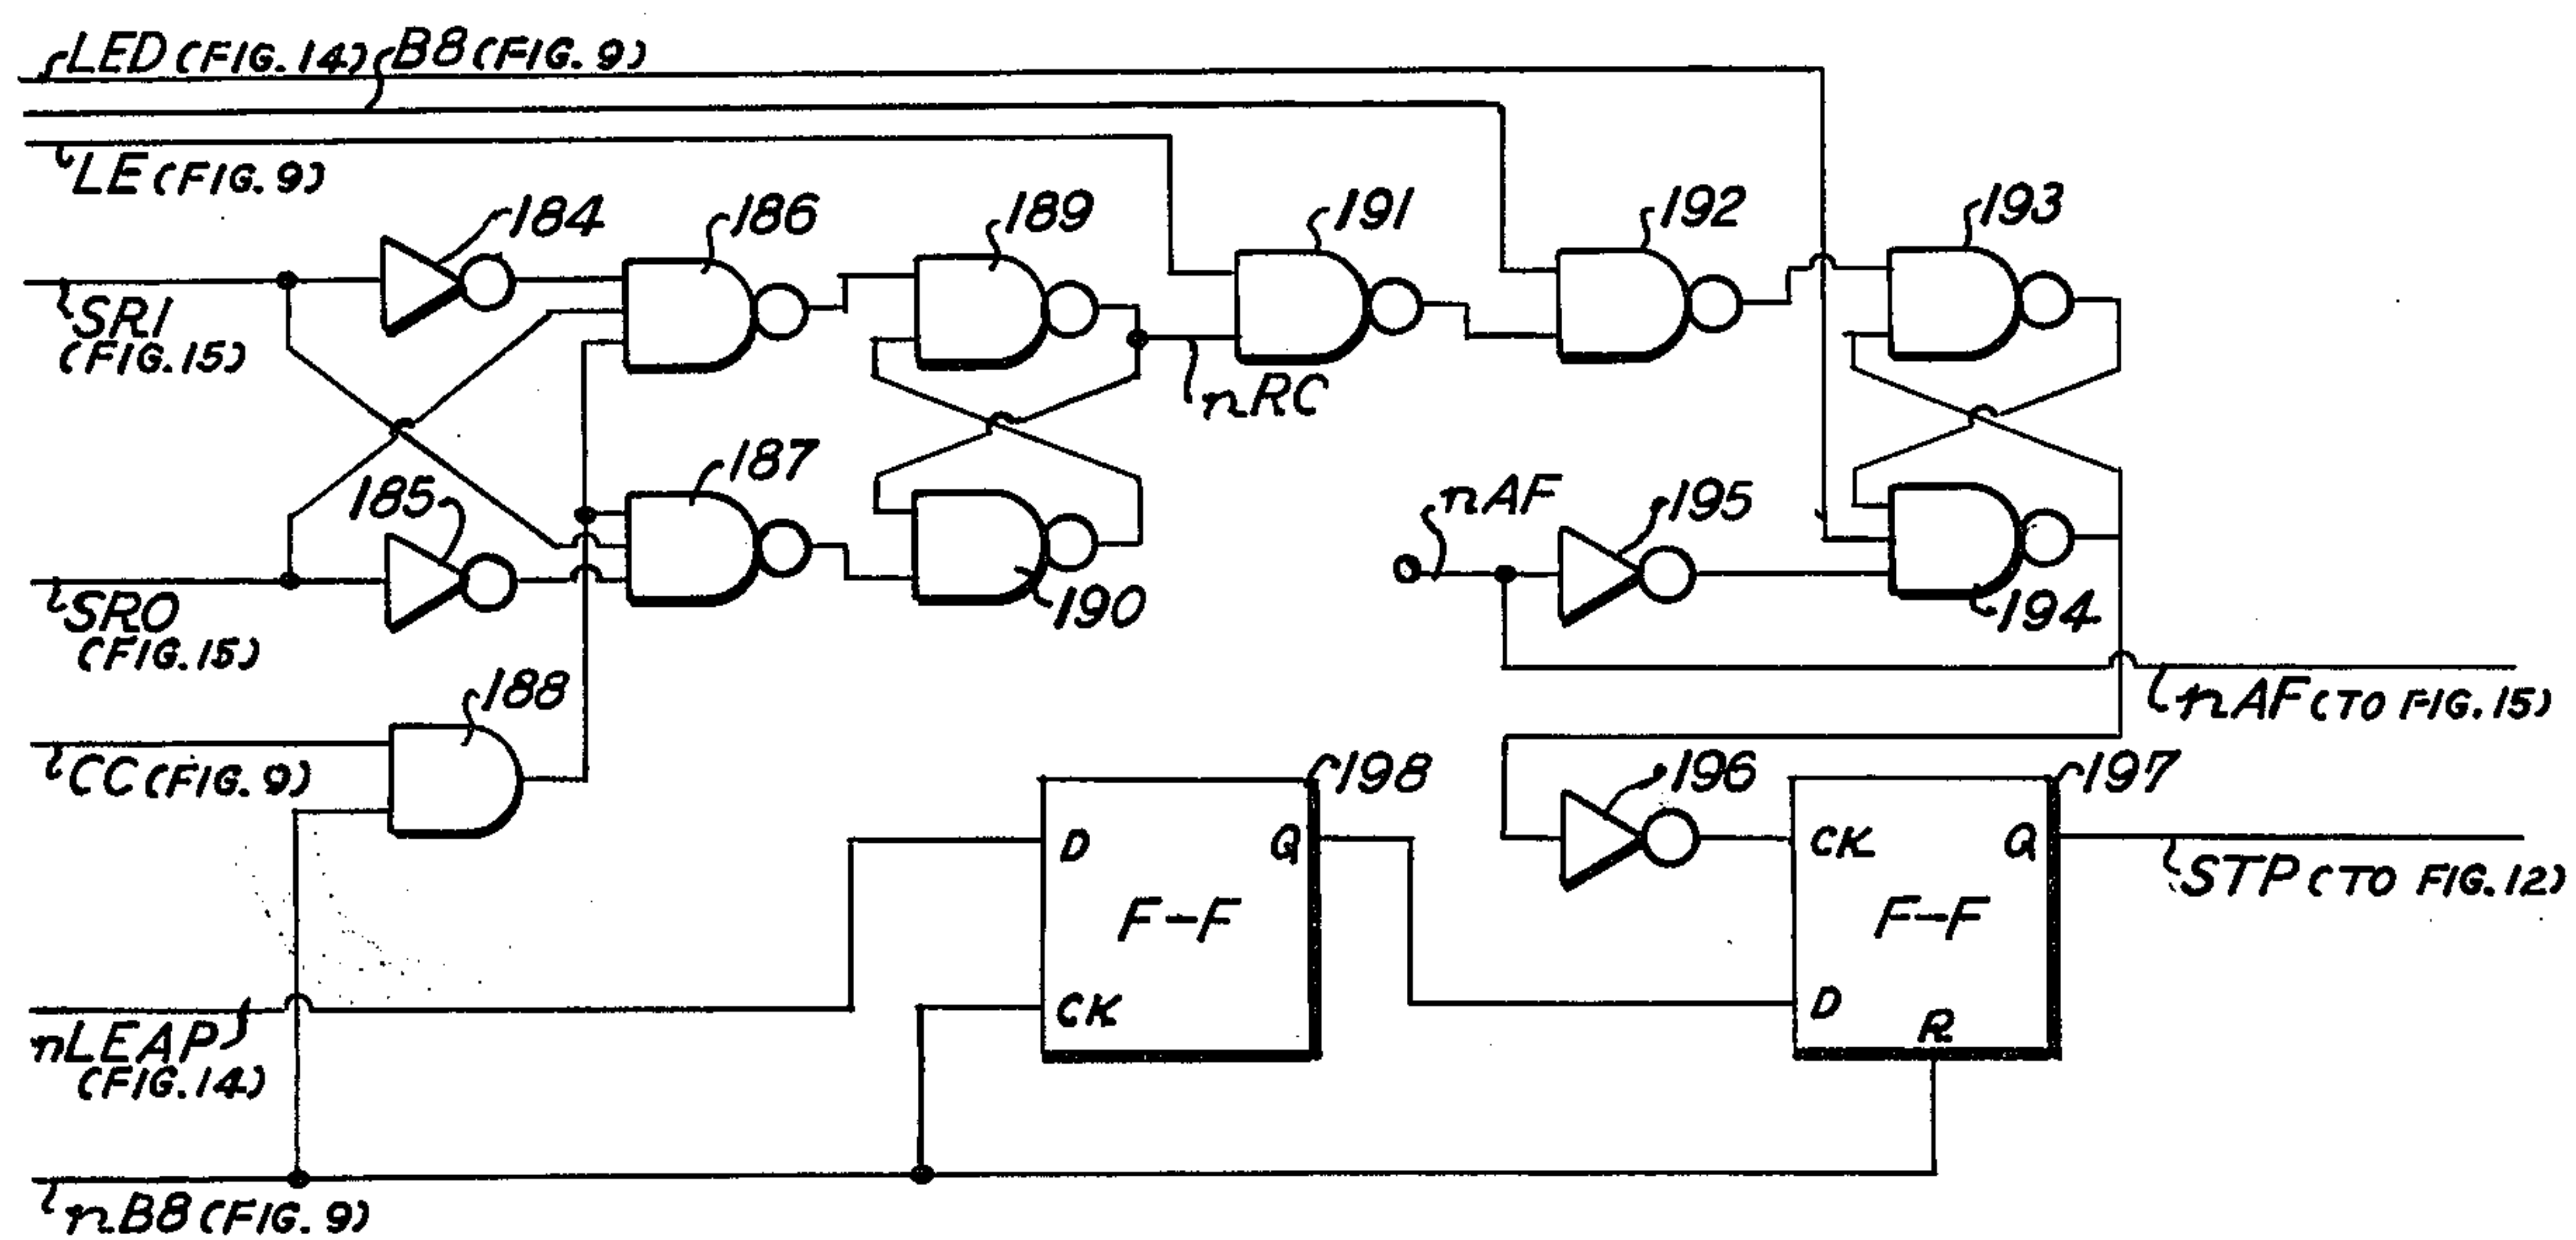 LED (FIG. 14) B8 (FIG. 9)
LE (FIG. 9)
184 186 189 191 192 193
SRI
(FIG. 15)
nRC
185 187 nAF 195
SRO
(FIG. 15)
190 194
188 nAF (TO FIG. 15)
CC (FIG. 9) 198 196 197
D Q CK Q
F-F F-F STP (TO FIG. 12)
CK D
R
nLEAP
(FIG. 14)
nB8 (FIG. 9)